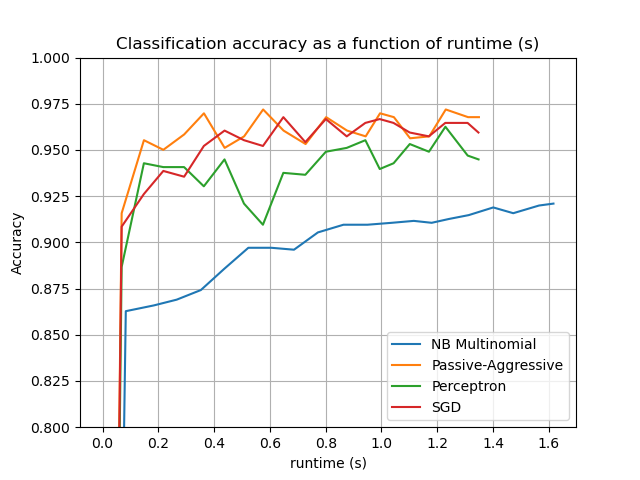 Classification accuracy as a function of runtime (s)
1.000
0.975
0.950
0.925
0.900
0.875
0.850
0.825
0.800
Accuracy
NB Multinomial
Passive-Aggressive
Perceptron
SGD
0.0 0.2 0.4 0.6 0.8 1.0 1.2 1.4 1.6
runtime (s)